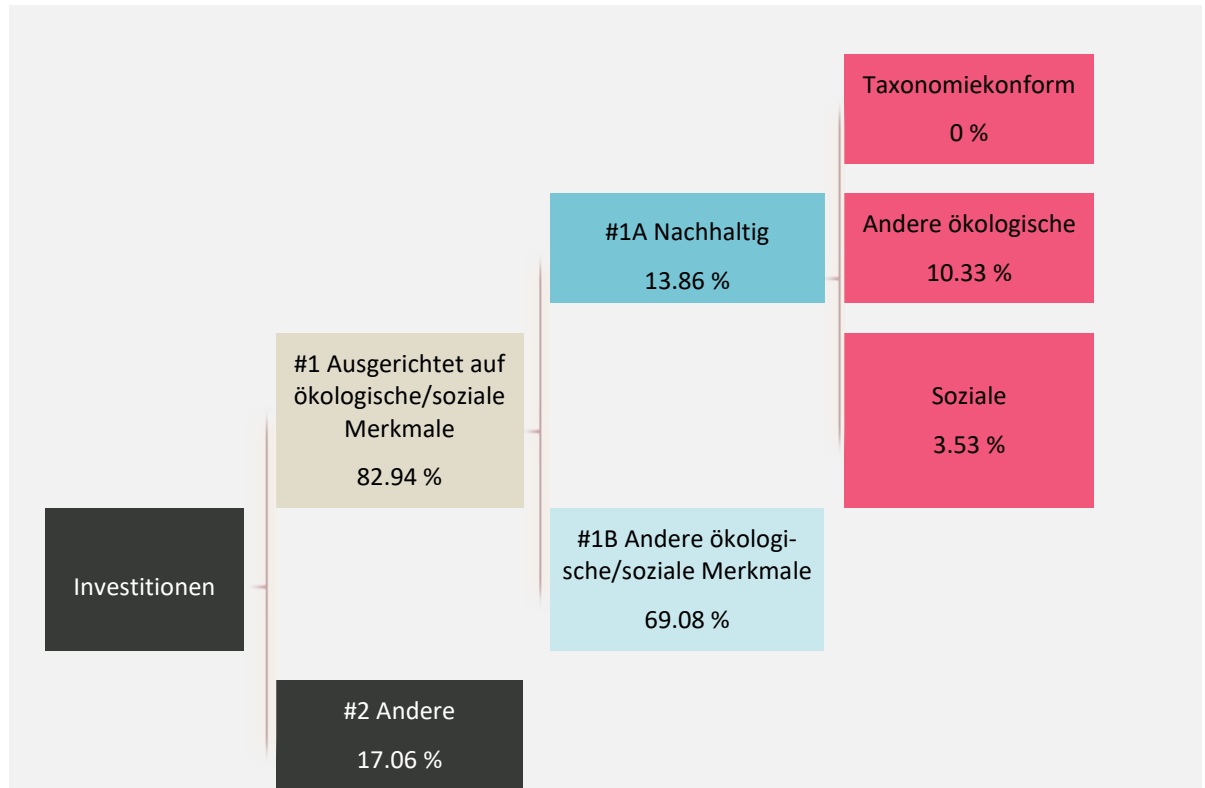 Taxonomiekonform
0 %
#1A Nachhaltig
13.86 %
Andere ökologische
10.33 %
#1 Ausgerichtet auf
ökologische/soziale
Merkmale
82.94 %
Soziale
3.53 %
Investitionen
#1B Andere ökologi-
sche/soziale Merkmale
69.08 %
#2 Andere
17.06 %